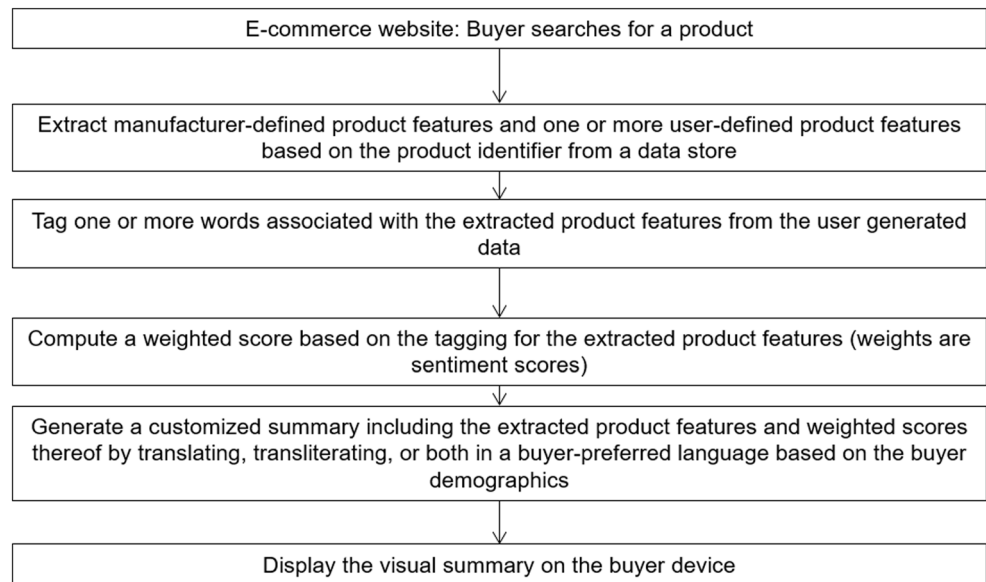 E-commerce website: Buyer searches for a product
Extract manufacturer-defined product features and one or more user-defined product features
based on the product identifier from a data store
Tag one or more words associated with the extracted product features from the user generated
data
Compute a weighted score based on the tagging for the extracted product features (weights are
sentiment scores)
Generate a customized summary including the extracted product features and weighted scores
thereof by translating, transliterating, or both in a buyer-preferred language based on the buyer
demographics
Display the visual summary on the buyer device